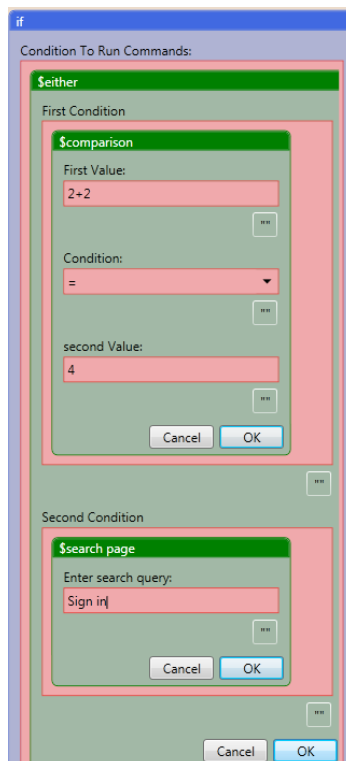 if
Condition To Run Commands:
$either
First Condition
$comparison
First Value:
2+2
""
Condition:
=
""
second Value:
4
""
Cancel OK
""
Second Condition
$search page
Enter search query:
Sign in
""
Cancel OK
""
Cancel OK